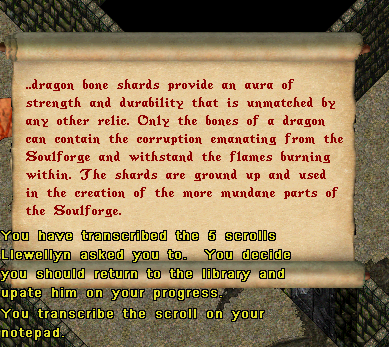 ..dragon bone shards provide an aura of
strength and durability that is unmatched by
any other relic. Only the bones of a dragon
can contain the corruption emanating from the
Soulforge and withstand the flames burning
within. The shards are ground up and used
in the creation of the more mundane parts of
the Soulforge.
You have transcribed the 5 scrolls
Llewellyn asked you to. You decide
you should return to the library and
upate him on your progress.
You transcribe the scroll on your
notepad.